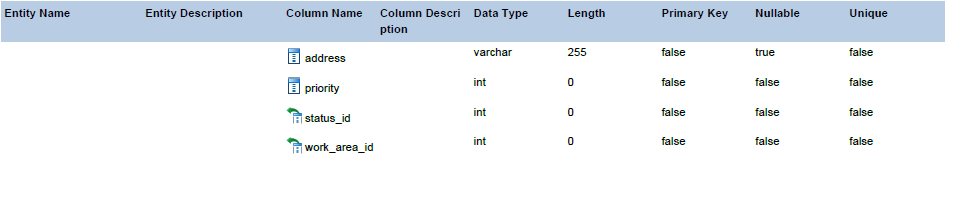 Entity Name Entity Description Column Name Column Descri Data Type Length Primary Key Nullable Unique
ption
address varchar 255 false true false
priority int 0 false false false
status_id int 0 false false false
work_area_id int 0 false false false